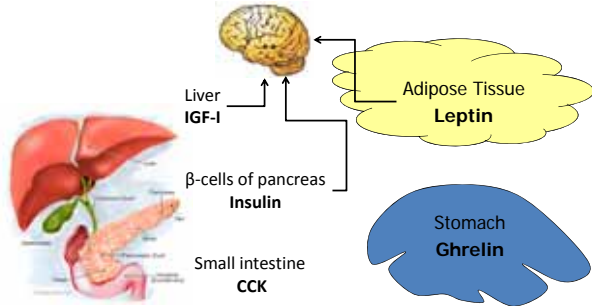 Liver
IGF-I
β-cells of pancreas
Insulin
Small intestine
CCK
Adipose Tissue
Leptin
Stomach
Ghrelin